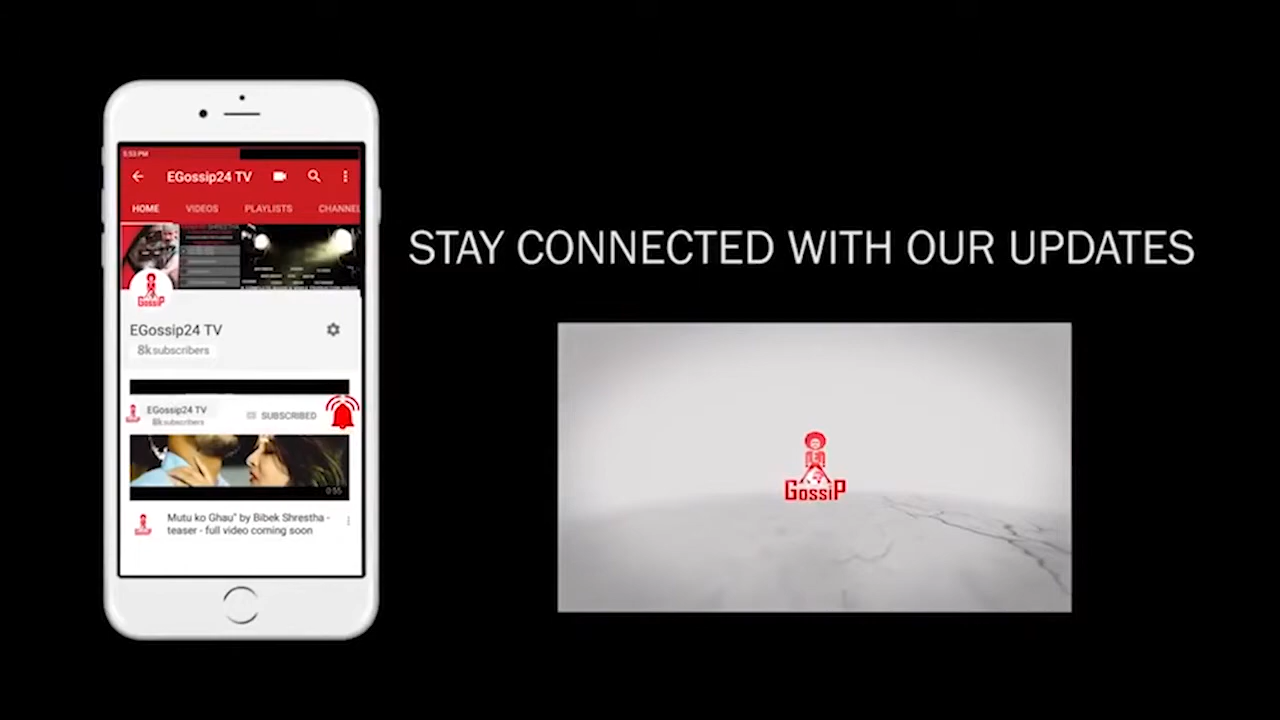 5:53 PM
EGossip24 TV
HOME VIDEOS PLAYLISTS CHANNEL
GossiP
EGossip24 TV
8k subscribers
EGossip24 TV
8k subscribers
SUBSCRIBED
0:55
Mutu ko Ghau" by Bibek Shrestha -
teaser - full video coming soon
STAY CONNECTED WITH OUR UPDATES
GossiP